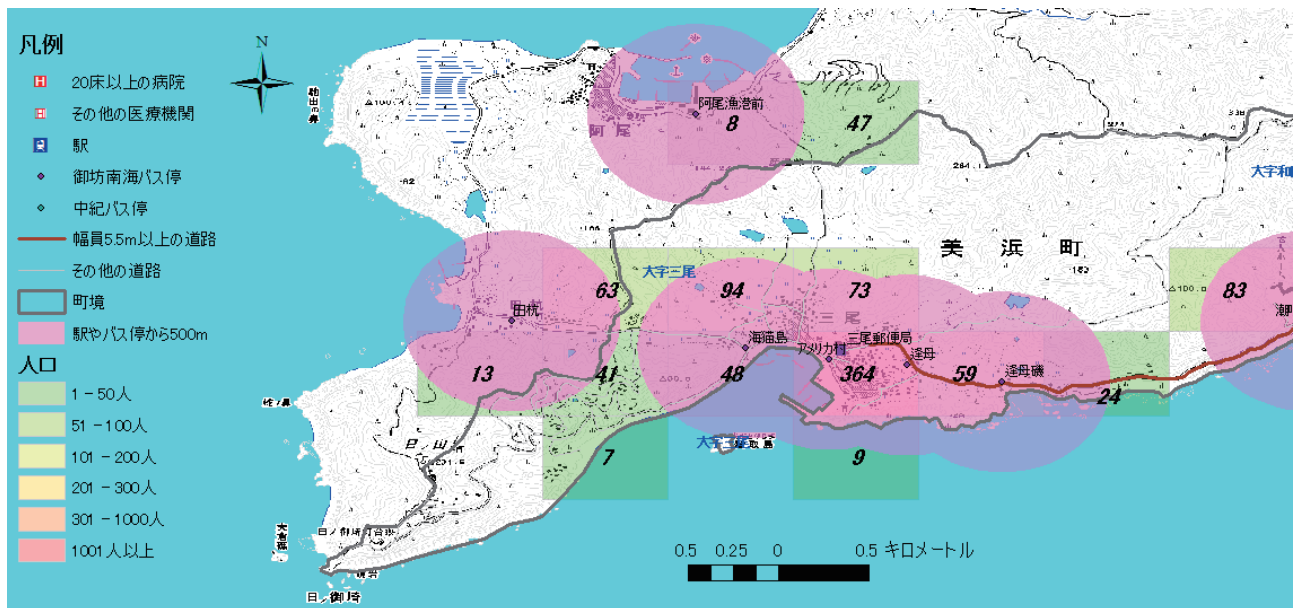 凡例
20床以上の病院
その他の医療機関
駅
御坊南海バス停
中紀バス停
幅員5.5m以上の道路
その他の道路
町境
駅やバス停から500m
人口
1－50人
51－100人
101－200人
201－300人
301－1000人
1001人以上
N
阿尾漁港前
阿尾
8
47
大字和
美浜町
大字三尾
63
94
73
83
田杭
三尾
海猫島
アメリカ村
三尾郵便局
逢母
逢母磯
13
41
48
364
59
24
7
9
日ノ山
日ノ御埼
0.5 0.25 0 0.5 キロメートル